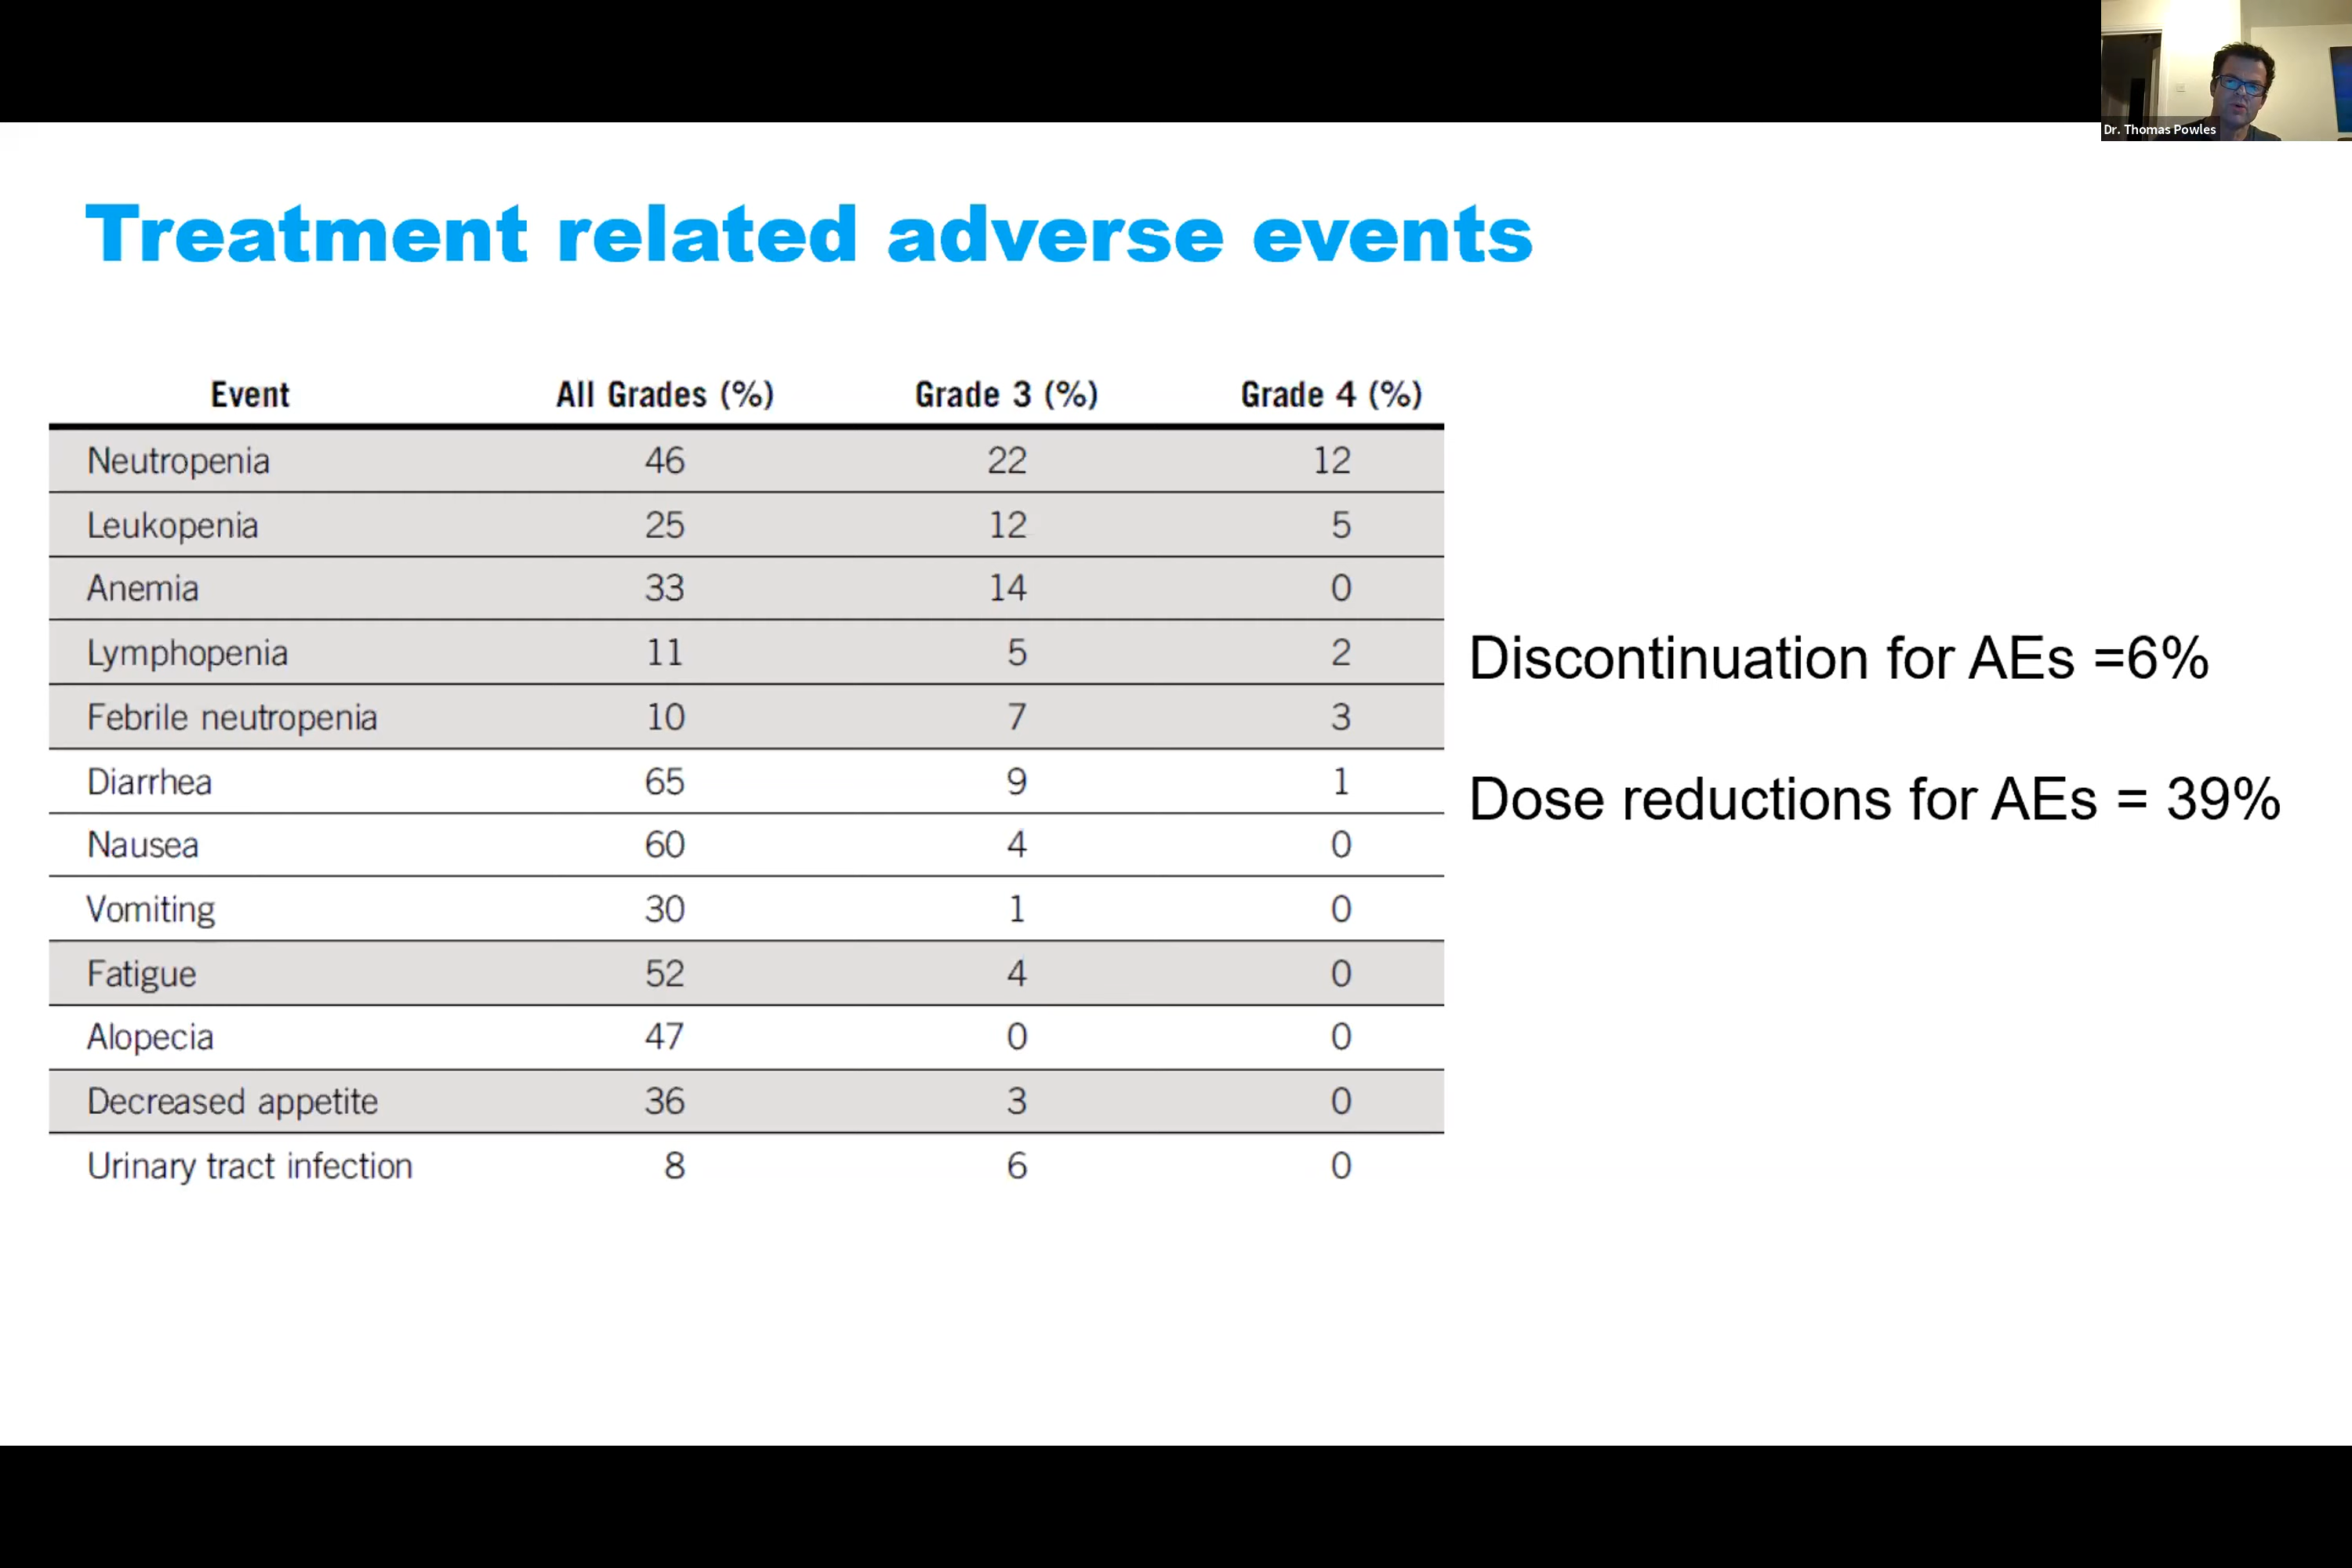 Dr. Thomas Powles
Treatment related adverse events
Event All Grades (%) Grade 3 (%) Grade 4 (%)
Neutropenia 46 22 12
Leukopenia 25 12 5
Anemia 33 14 0
Lymphopenia 11 5 2
Febrile neutropenia 10 7 3
Diarrhea 65 9 1
Nausea 60 4 0
Vomiting 30 1 0
Fatigue 52 4 0
Alopecia 47 0 0
Decreased appetite 36 3 0
Urinary tract infection 8 6 0
Discontinuation for AEs =6%
Dose reductions for AEs = 39%